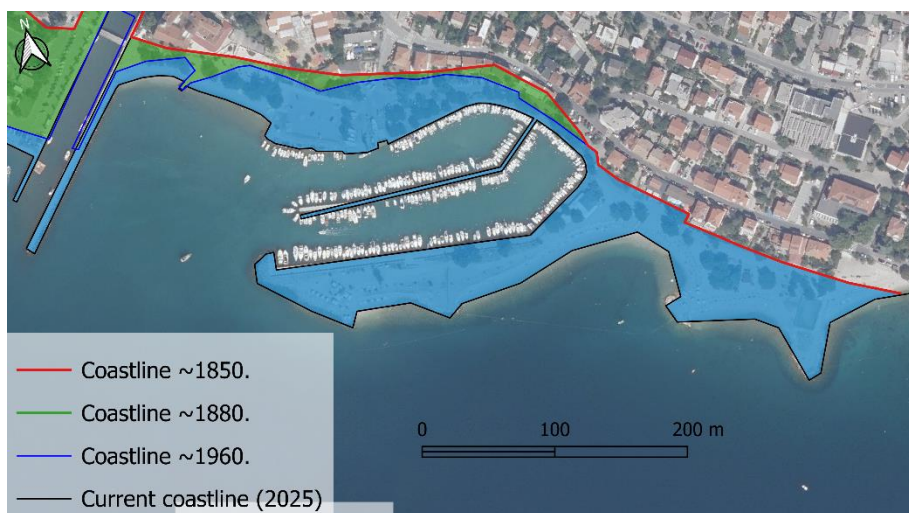 N
Coastline ~1850.
Coastline ~1880.
Coastline ~1960.
Current coastline (2025)
0 100 200 m